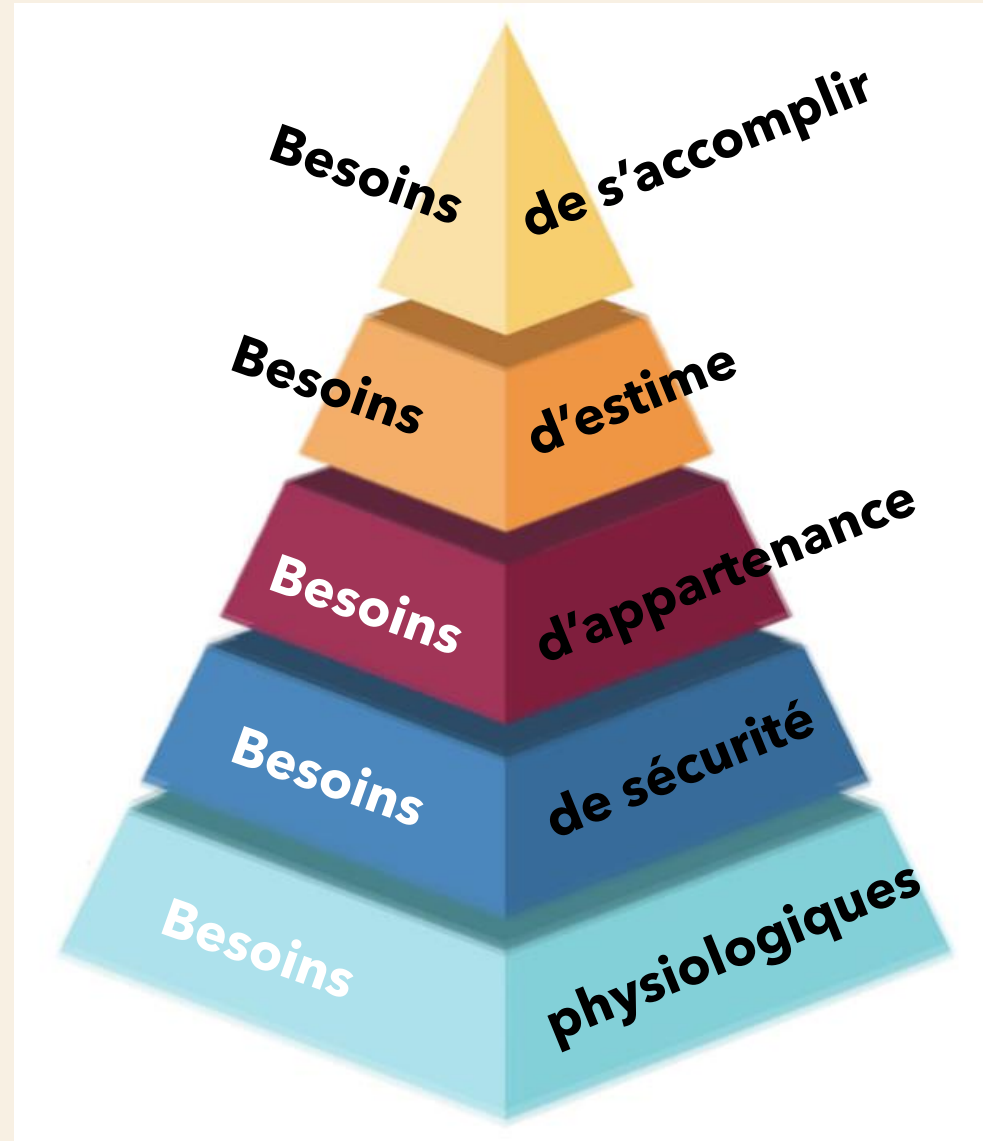 Besoins de s'accomplir
Besoins d'estime
Besoins d'appartenance
Besoins de sécurité
Besoins physiologiques